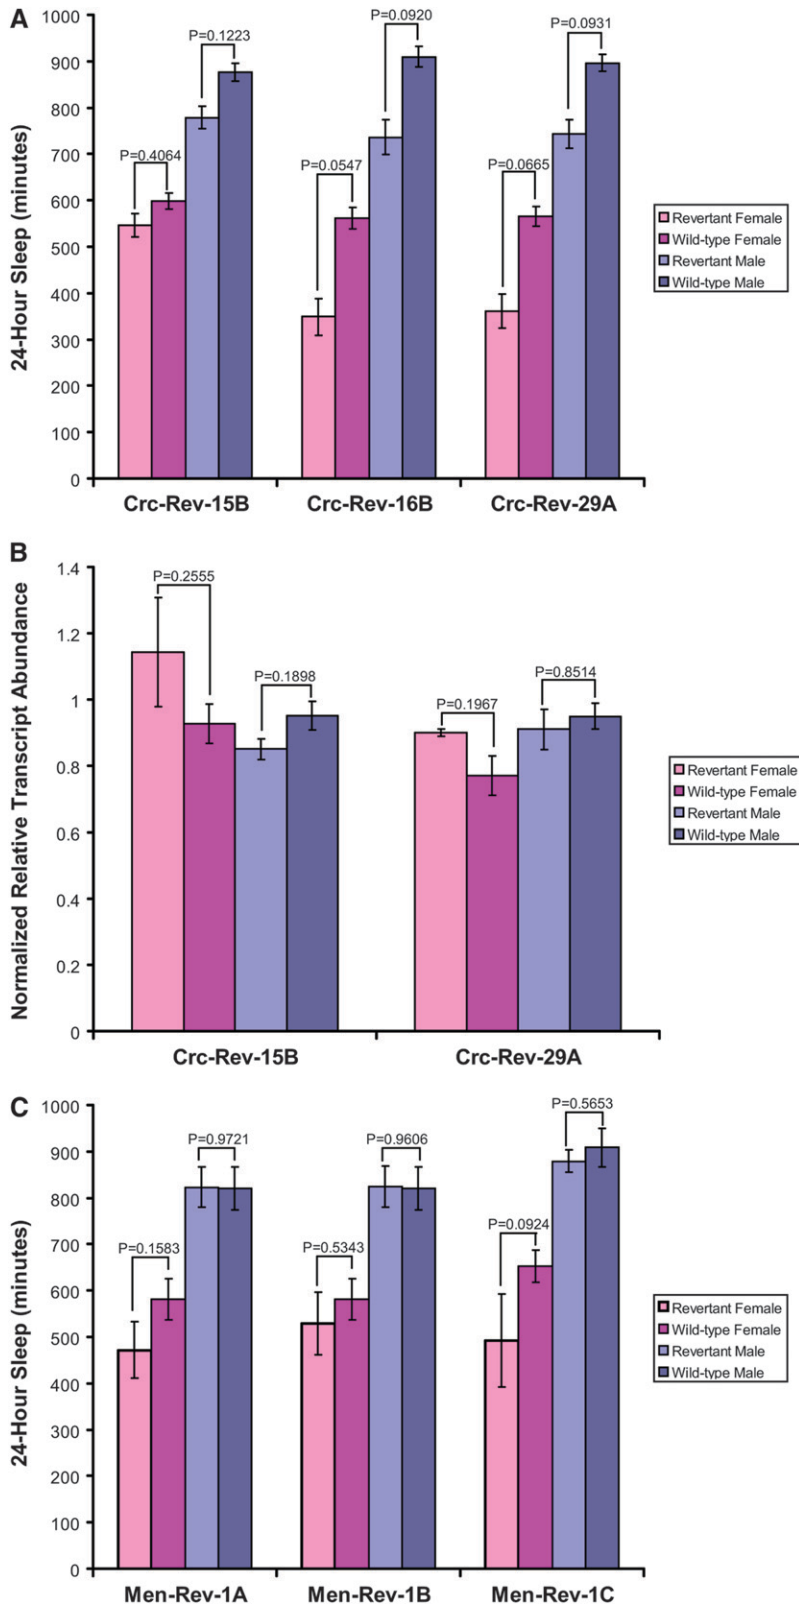 A
24-Hour Sleep (minutes)
1000
900
800
700
600
500
400
300
200
100
0
P=0.4064
P=0.1223
P=0.0547
P=0.0920
P=0.0665
P=0.0931
Crc-Rev-15B
Crc-Rev-16B
Crc-Rev-29A
Revertant Female
Wild-type Female
Revertant Male
Wild-type Male
B
Normalized Relative Transcript Abundance
1.4
1.2
1
0.8
0.6
0.4
0.2
0
P=0.2555
P=0.1898
P=0.1967
P=0.8514
Crc-Rev-15B
Crc-Rev-29A
Revertant Female
Wild-type Female
Revertant Male
Wild-type Male
C
24-Hour Sleep (minutes)
1000
900
800
700
600
500
400
300
200
100
0
P=0.1583
P=0.9721
P=0.5343
P=0.9606
P=0.0924
P=0.5653
Men-Rev-1A
Men-Rev-1B
Men-Rev-1C
Revertant Female
Wild-type Female
Revertant Male
Wild-type Male